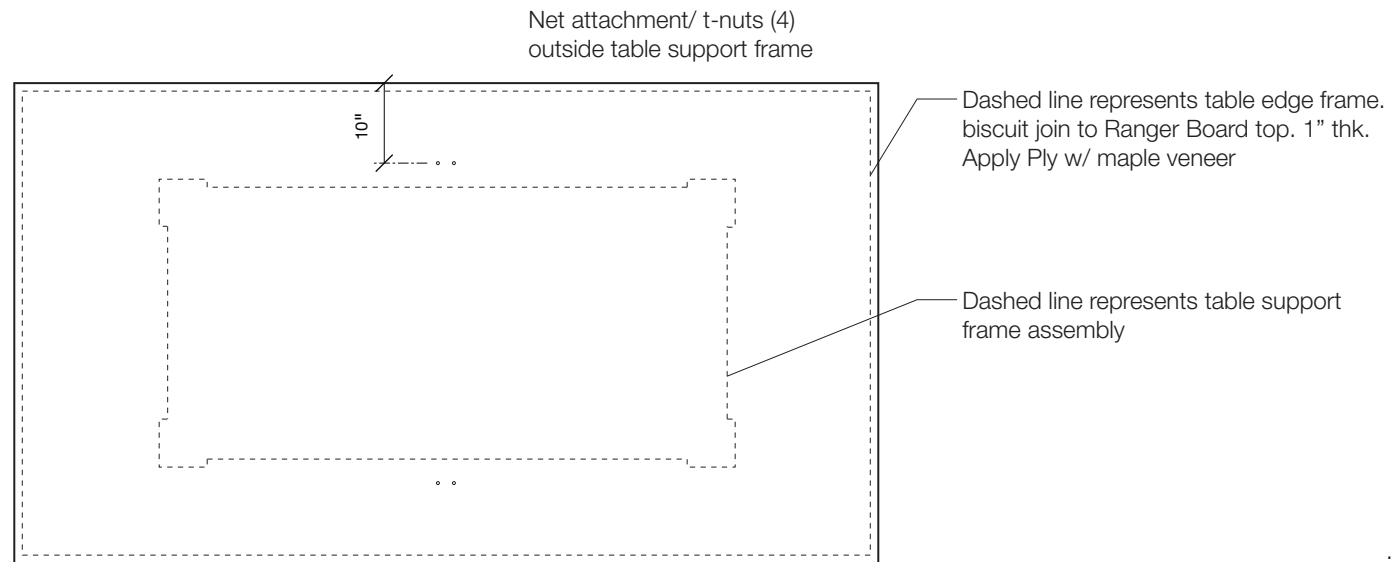 Net attachment/ t-nuts (4)
outside table support frame
10"
Dashed line represents table edge frame.
biscuit join to Ranger Board top. 1” thk.
Apply Ply w/ maple veneer
Dashed line represents table support
frame assembly
.